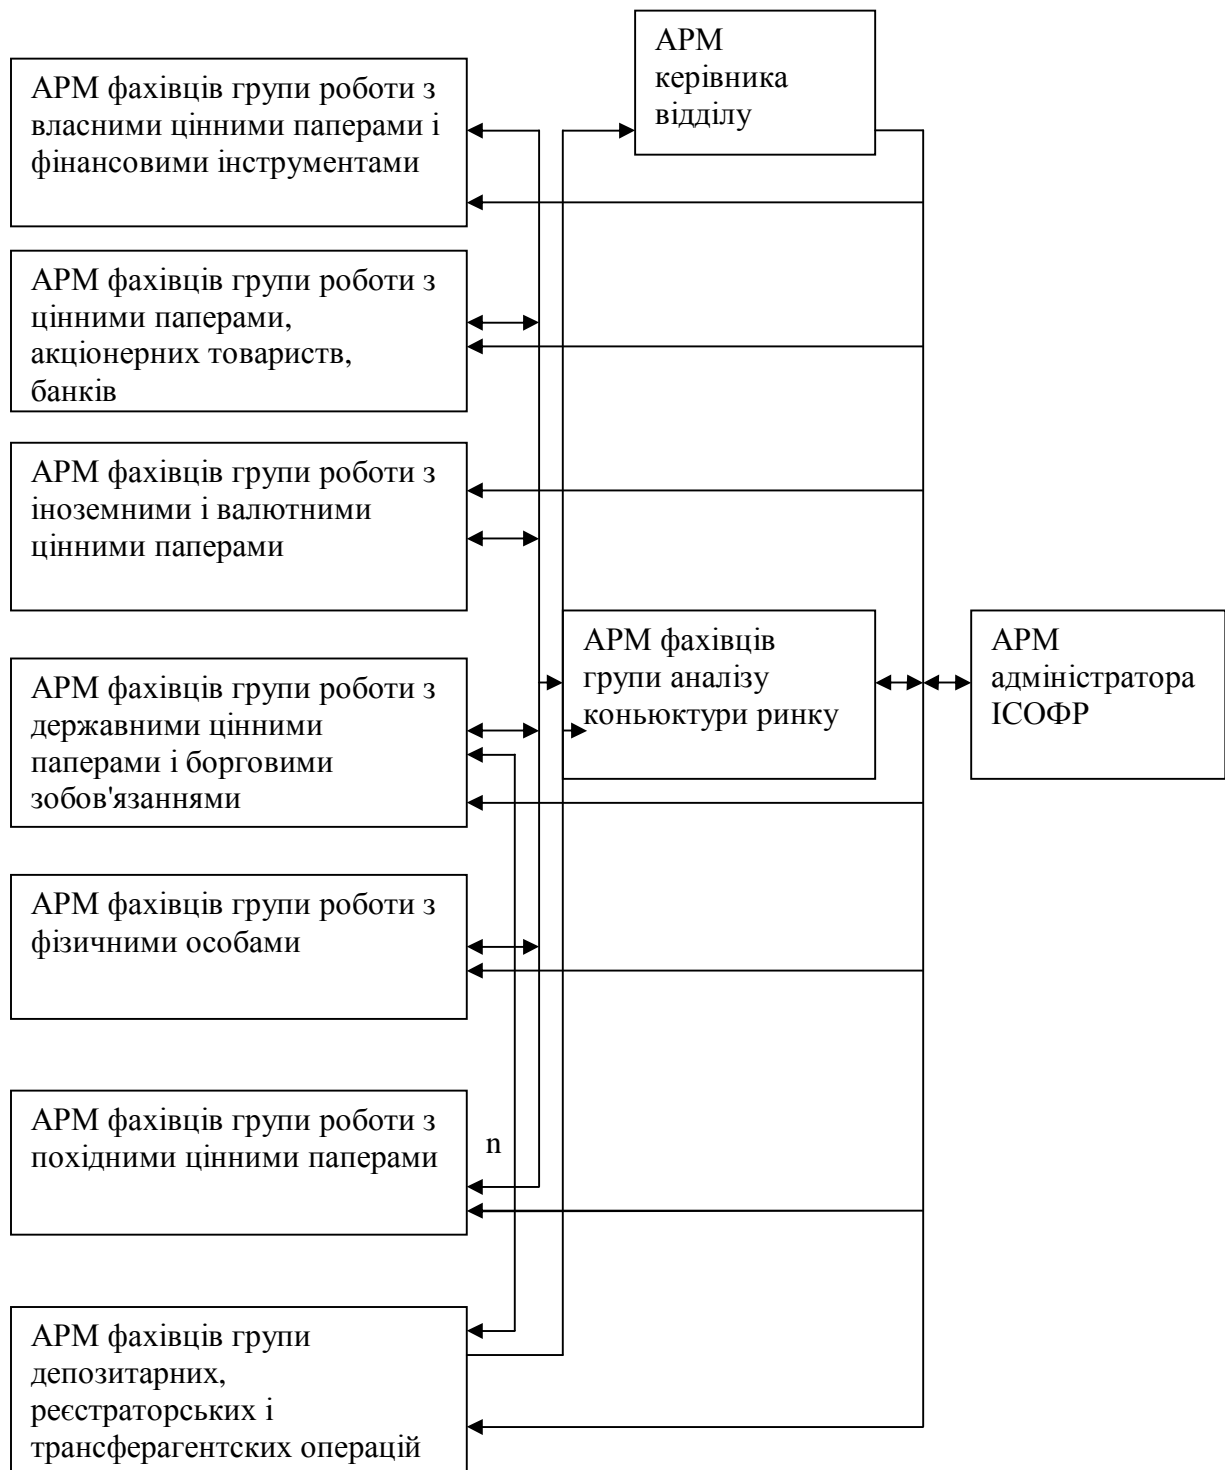 АРМ
керівника
відділу
АРМ фахівців групи роботи з
власними цінними паперами і
фінансовими інструментами
АРМ фахівців групи роботи з
цінними паперами,
акціонерних товариств,
банків
АРМ фахівців групи роботи з
іноземними і валютними
цінними паперами
АРМ фахівців
групи аналізу
коньюктури ринку
АРМ
адміністратора
ІСОФР
АРМ фахівців групи роботи з
державними цінними
паперами і борговими
зобов'язаннями
АРМ фахівців групи роботи з
фізичними особами
АРМ фахівців групи роботи з
похідними цінними паперами
n
АРМ фахівців групи
депозитарних,
реєстраторських і
трансферагентских операцій